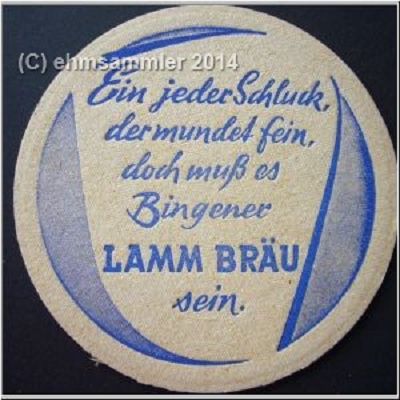 (C) ehmsammler 2014
Ein jeder Schluck,
der mundet fein,
doch muß es
Bingener
LAMM BRÄU
sein.